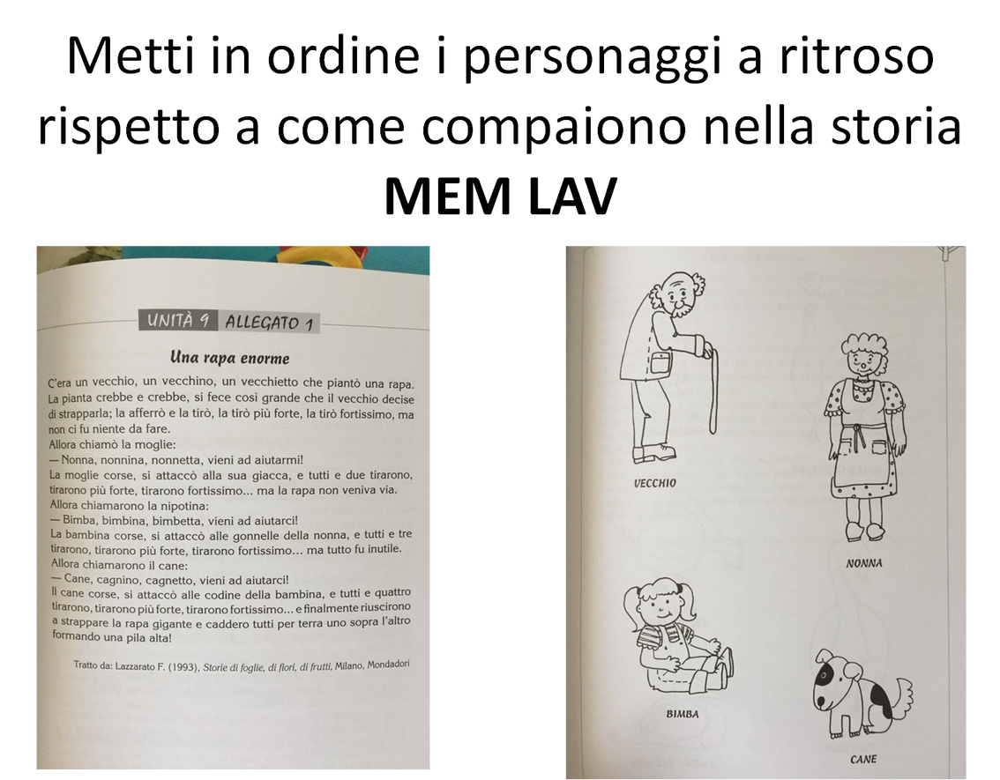 Metti in ordine i personaggi a ritroso
rispetto a come compaiono nella storia
MEM LAV
UNITÀ 9 ALLEGATO 1
Una rapa enorme
C'era un vecchio, un vecchino, un vecchietto che piantò una rapa.
La pianta crebbe e crebbe, si fece così grande che il vecchio decise
di strapparla; la afferrò e la tirò, la tirò più forte, la tirò fortissimo, ma
non ci fu niente da fare.
Allora chiamò la moglie:
— Nonna, nonnina, nonnetta, vieni ad aiutarmi!
La moglie corse, si attaccò alla sua giacca, e tutti e due tirarono,
tirarono più forte, tirarono fortissimo... ma la rapa non veniva via.
Allora chiamarono la nipotina:
— Bimba, bimbina, bimbetta, vieni ad aiutarci!
La bambina corse, si attaccò alle gonnelle della nonna, e tutti e tre
tirarono, tirarono più forte, tirarono fortissimo... ma tutto fu inutile.
Allora chiamarono il cane:
— Cane, cagnino, cagnetto, vieni ad aiutarci!
Il cane corse, si attaccò alle codine della bambina, e tutti e quattro
tirarono, tirarono più forte, tirarono fortissimo... e finalmente riuscirono
a strappare la rapa gigante e caddero tutti per terra uno sopra l'altro
formando una pila alta!
Tratto da: Lazzarato F. (1993), Storie di foglie, di fiori, di frutti, Milano, Mondadori
VECCHIO
NONNA
BIMBA
CANE